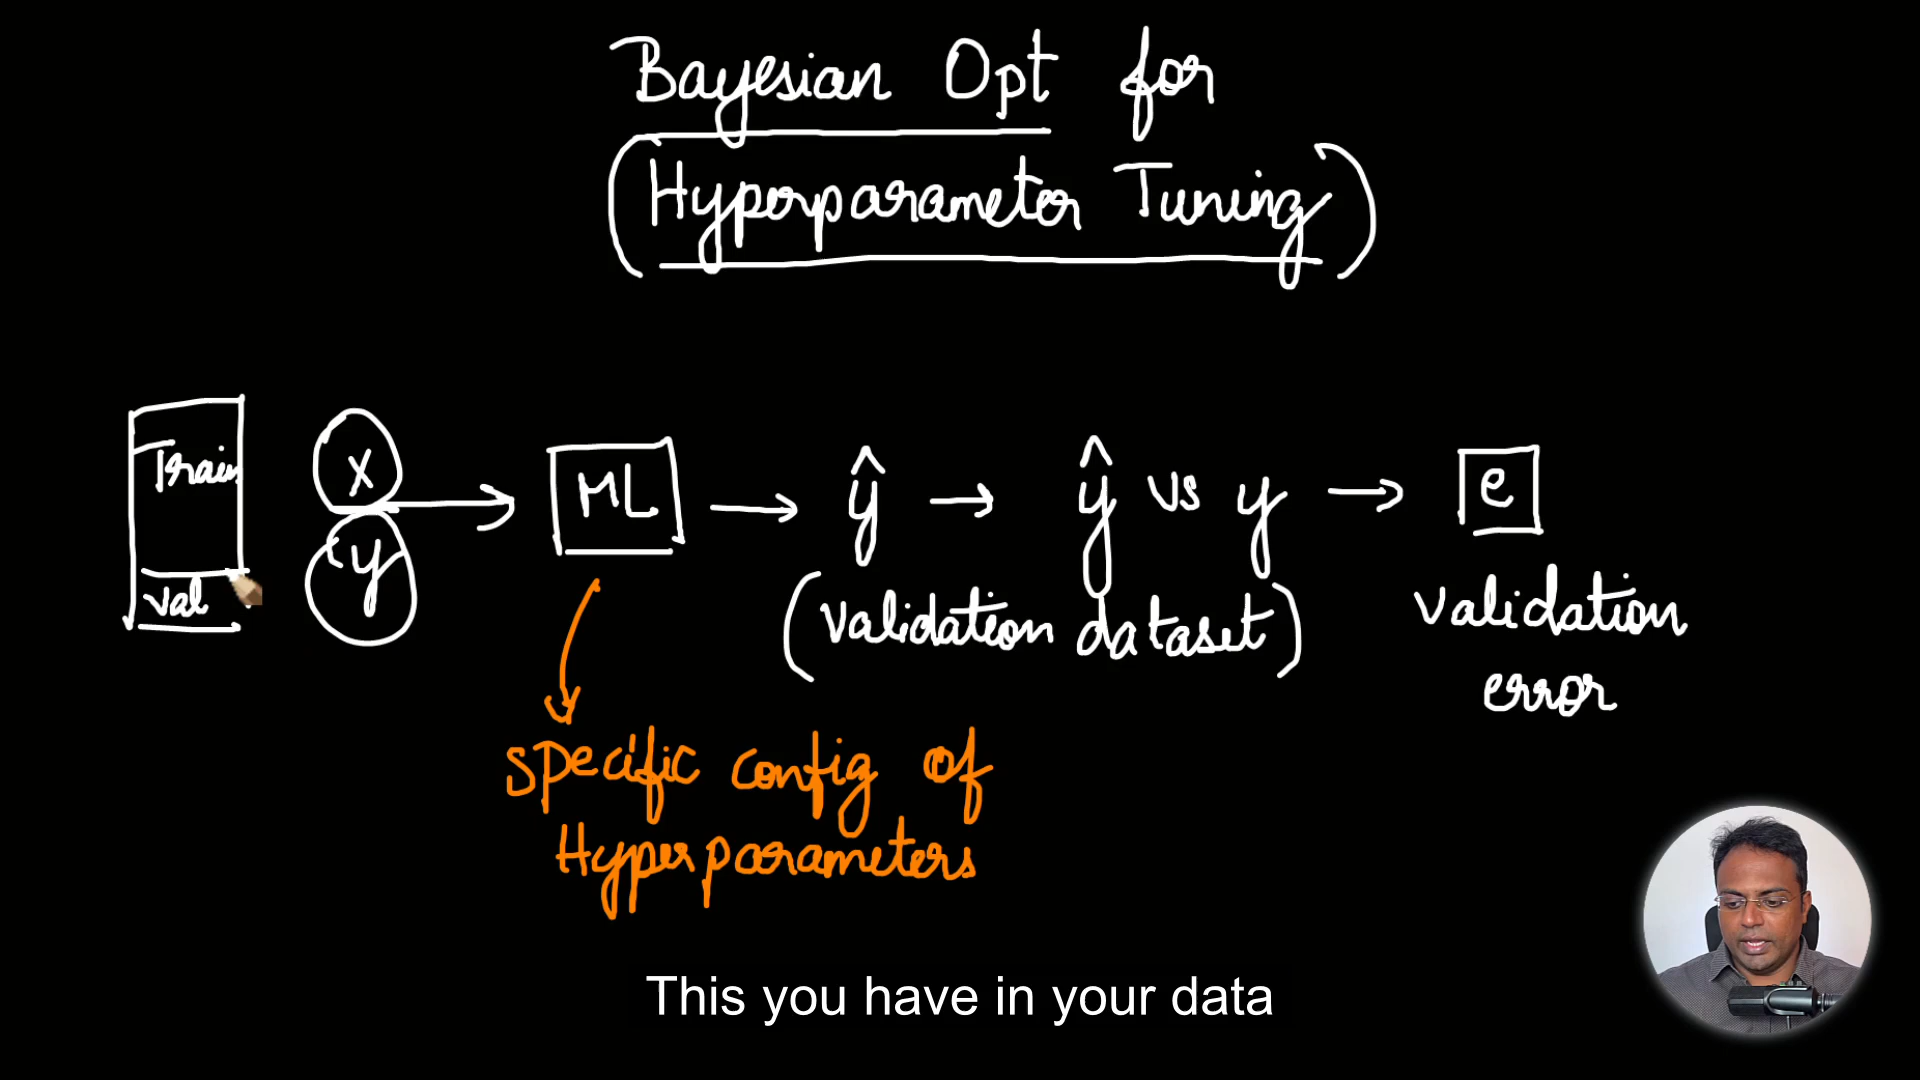 Bayesian Opt for
(Hyperparameter Tuning)
Train
val
x
y
ML
ŷ
ŷ vs y
e
(validation dataset)
validation
error
specific config of
Hyperparameters
This you have in your data